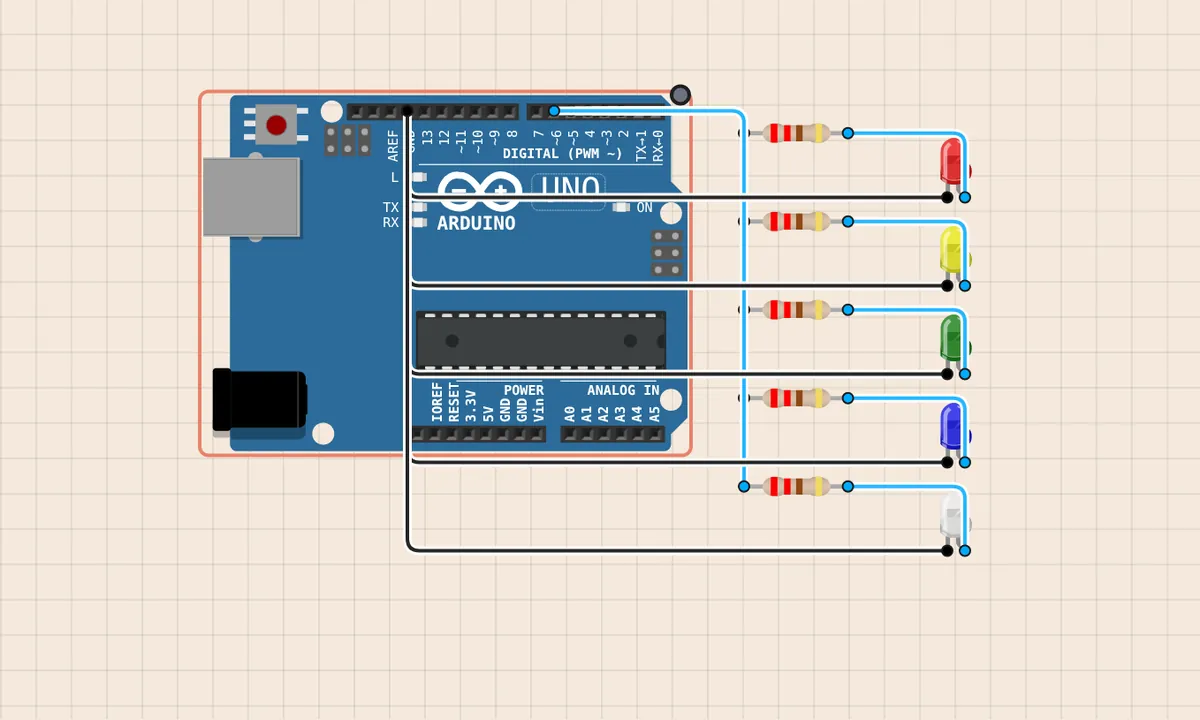 AREF
GND
13
12
~11
~10
~9
8
7
~6
~5
4
~3
2
TX→1
RX←0
DIGITAL (PWM ~)
L
UNO
TX
ON
RX
ARDUINO
POWER
ANALOG IN
IOREF
RESET
3.3V
5V
GND
GND
Vin
A0
A1
A2
A3
A4
A5